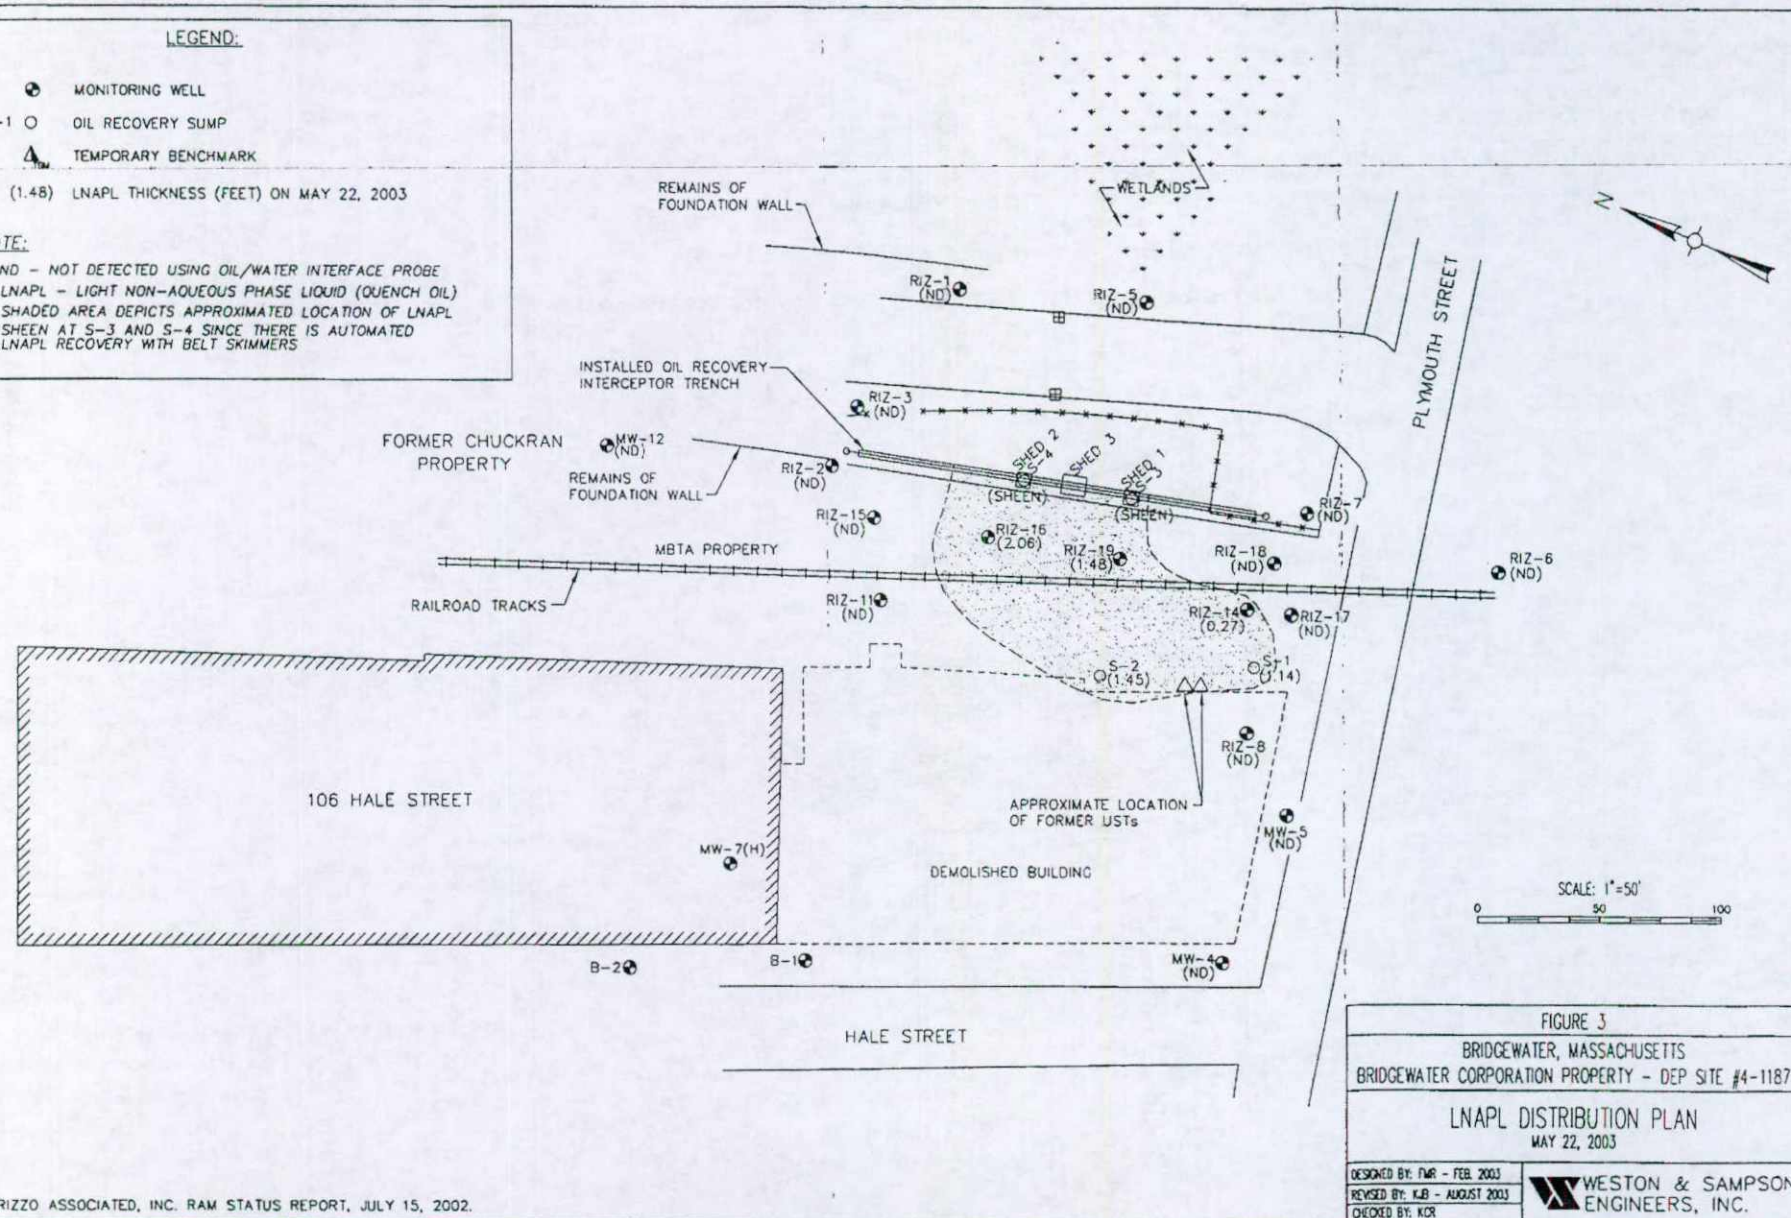 LEGEND:
MONITORING WELL
-1 OIL RECOVERY SUMP
TEMPORARY BENCHMARK
(1.48) LNAPL THICKNESS (FEET) ON MAY 22, 2003
TE:
ND - NOT DETECTED USING OIL/WATER INTERFACE PROBE
LNAPL - LIGHT NON-AQUEOUS PHASE LIQUID (QUENCH OIL)
SHADED AREA DEPICTS APPROXIMATED LOCATION OF LNAPL
SHEEN AT S-3 AND S-4 SINCE THERE IS AUTOMATED
LNAPL RECOVERY WITH BELT SKIMMERS
WETLANDS
REMAINS OF
FOUNDATION WALL
N
RIZ-1
(ND)
RIZ-5
(ND)
PLYMOUTH STREET
INSTALLED OIL RECOVERY
INTERCEPTOR TRENCH
RIZ-3
(ND)
FORMER CHUCKRAN
PROPERTY
MW-12
(ND)
REMAINS OF
FOUNDATION WALL
RIZ-2
(ND)
SHED 2
S-4
(SHEEN)
SHED 3
SHED 1
S-3
(SHEEN)
RIZ-7
(ND)
RIZ-15
(ND)
RIZ-16
(2.06)
MBTA PROPERTY
RIZ-19
(1.48)
RIZ-18
(ND)
RIZ-6
(ND)
RAILROAD TRACKS
RIZ-11
(ND)
RIZ-14
(0.27)
RIZ-17
(ND)
S-2
(1.45)
S-1
(1.14)
RIZ-8
(ND)
106 HALE STREET
APPROXIMATE LOCATION
OF FORMER USTs
MW-5
(ND)
MW-7(H)
DEMOLISHED BUILDING
SCALE: 1"=50'
0 50 100
B-2
B-1
MW-4
(ND)
HALE STREET
FIGURE 3
BRIDGEWATER, MASSACHUSETTS
BRIDGEWATER CORPORATION PROPERTY - DEP SITE #4-1187
LNAPL DISTRIBUTION PLAN
MAY 22, 2003
DESIGNED BY: FWR - FEB. 2003
REVISED BY: KJB - AUGUST 2003
CHECKED BY: KCR
WESTON & SAMPSON
ENGINEERS, INC.
RIZZO ASSOCIATED, INC. RAM STATUS REPORT, JULY 15, 2002.